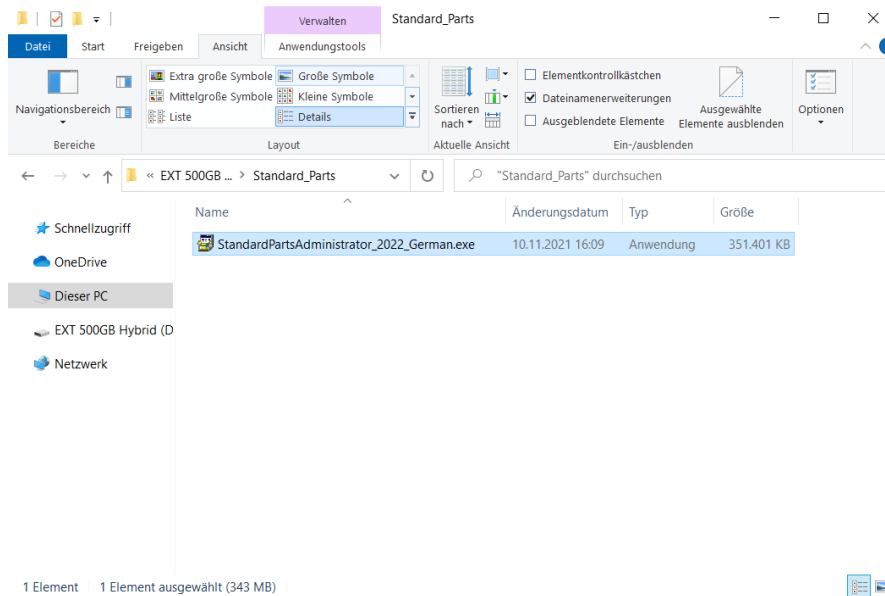 Verwalten
Standard_Parts
Datei Start Freigeben Ansicht Anwendungstools
Navigationsbereich
Extra große Symbole Große Symbole
Mittelgroße Symbole Kleine Symbole
Liste Details
Sortieren nach
Elementkontrollkästchen
Dateinamenerweiterungen
Ausgeblendete Elemente
Ausgewählte
Elemente ausblenden
Optionen
Bereiche Layout Aktuelle Ansicht Ein-/ausblenden
« EXT 500GB ... > Standard_Parts
"Standard_Parts" durchsuchen
Name Änderungsdatum Typ Größe
StandardPartsAdministrator_2022_German.exe 10.11.2021 16:09 Anwendung 351.401 KB
Schnellzugriff
OneDrive
Dieser PC
EXT 500GB Hybrid (D
Netzwerk
1 Element 1 Element ausgewählt (343 MB)